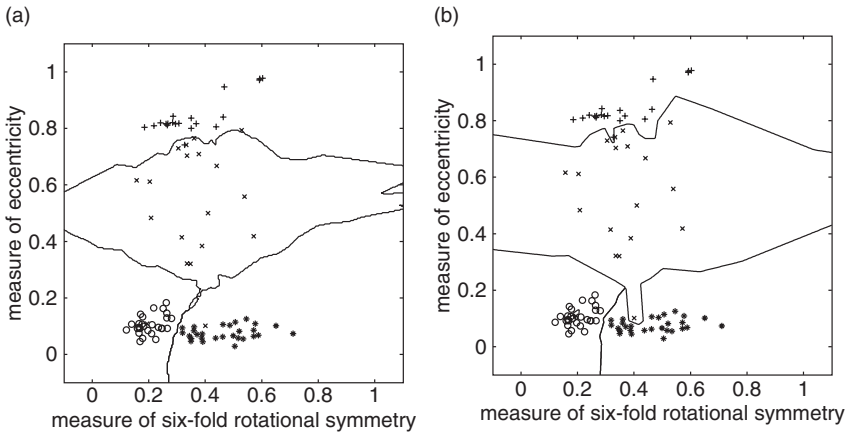 (a)
1
0.8
0.6
0.4
0.2
0
0 0.2 0.4 0.6 0.8 1
measure of eccentricity
measure of six-fold rotational symmetry
(b)
1
0.8
0.6
0.4
0.2
0
0 0.2 0.4 0.6 0.8 1
measure of eccentricity
measure of six-fold rotational symmetry